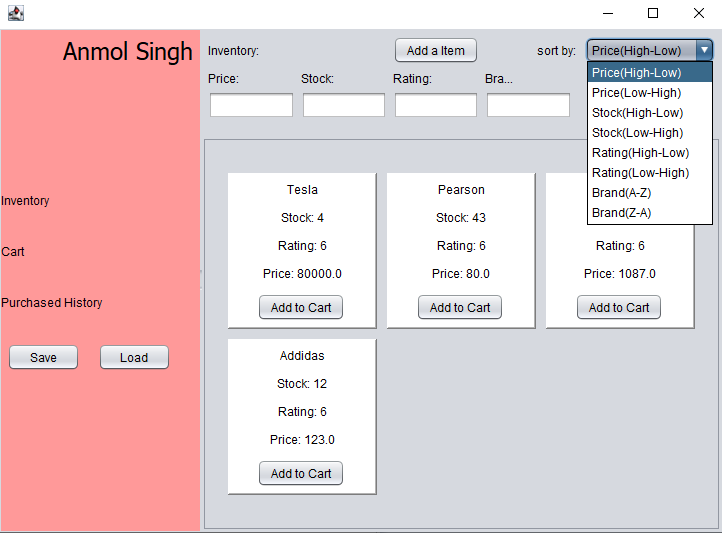 Anmol Singh
Inventory
Cart
Purchased History
Save Load
Inventory: Add a Item sort by: Price(High-Low)
Price: Stock: Rating: Bra...
Price(High-Low)
Price(Low-High)
Stock(High-Low)
Stock(Low-High)
Rating(High-Low)
Rating(Low-High)
Brand(A-Z)
Brand(Z-A)
Tesla
Stock: 4
Rating: 6
Price: 80000.0
Add to Cart
Pearson
Stock: 43
Rating: 6
Price: 80.0
Add to Cart
Rating: 6
Price: 1087.0
Add to Cart
Addidas
Stock: 12
Rating: 6
Price: 123.0
Add to Cart